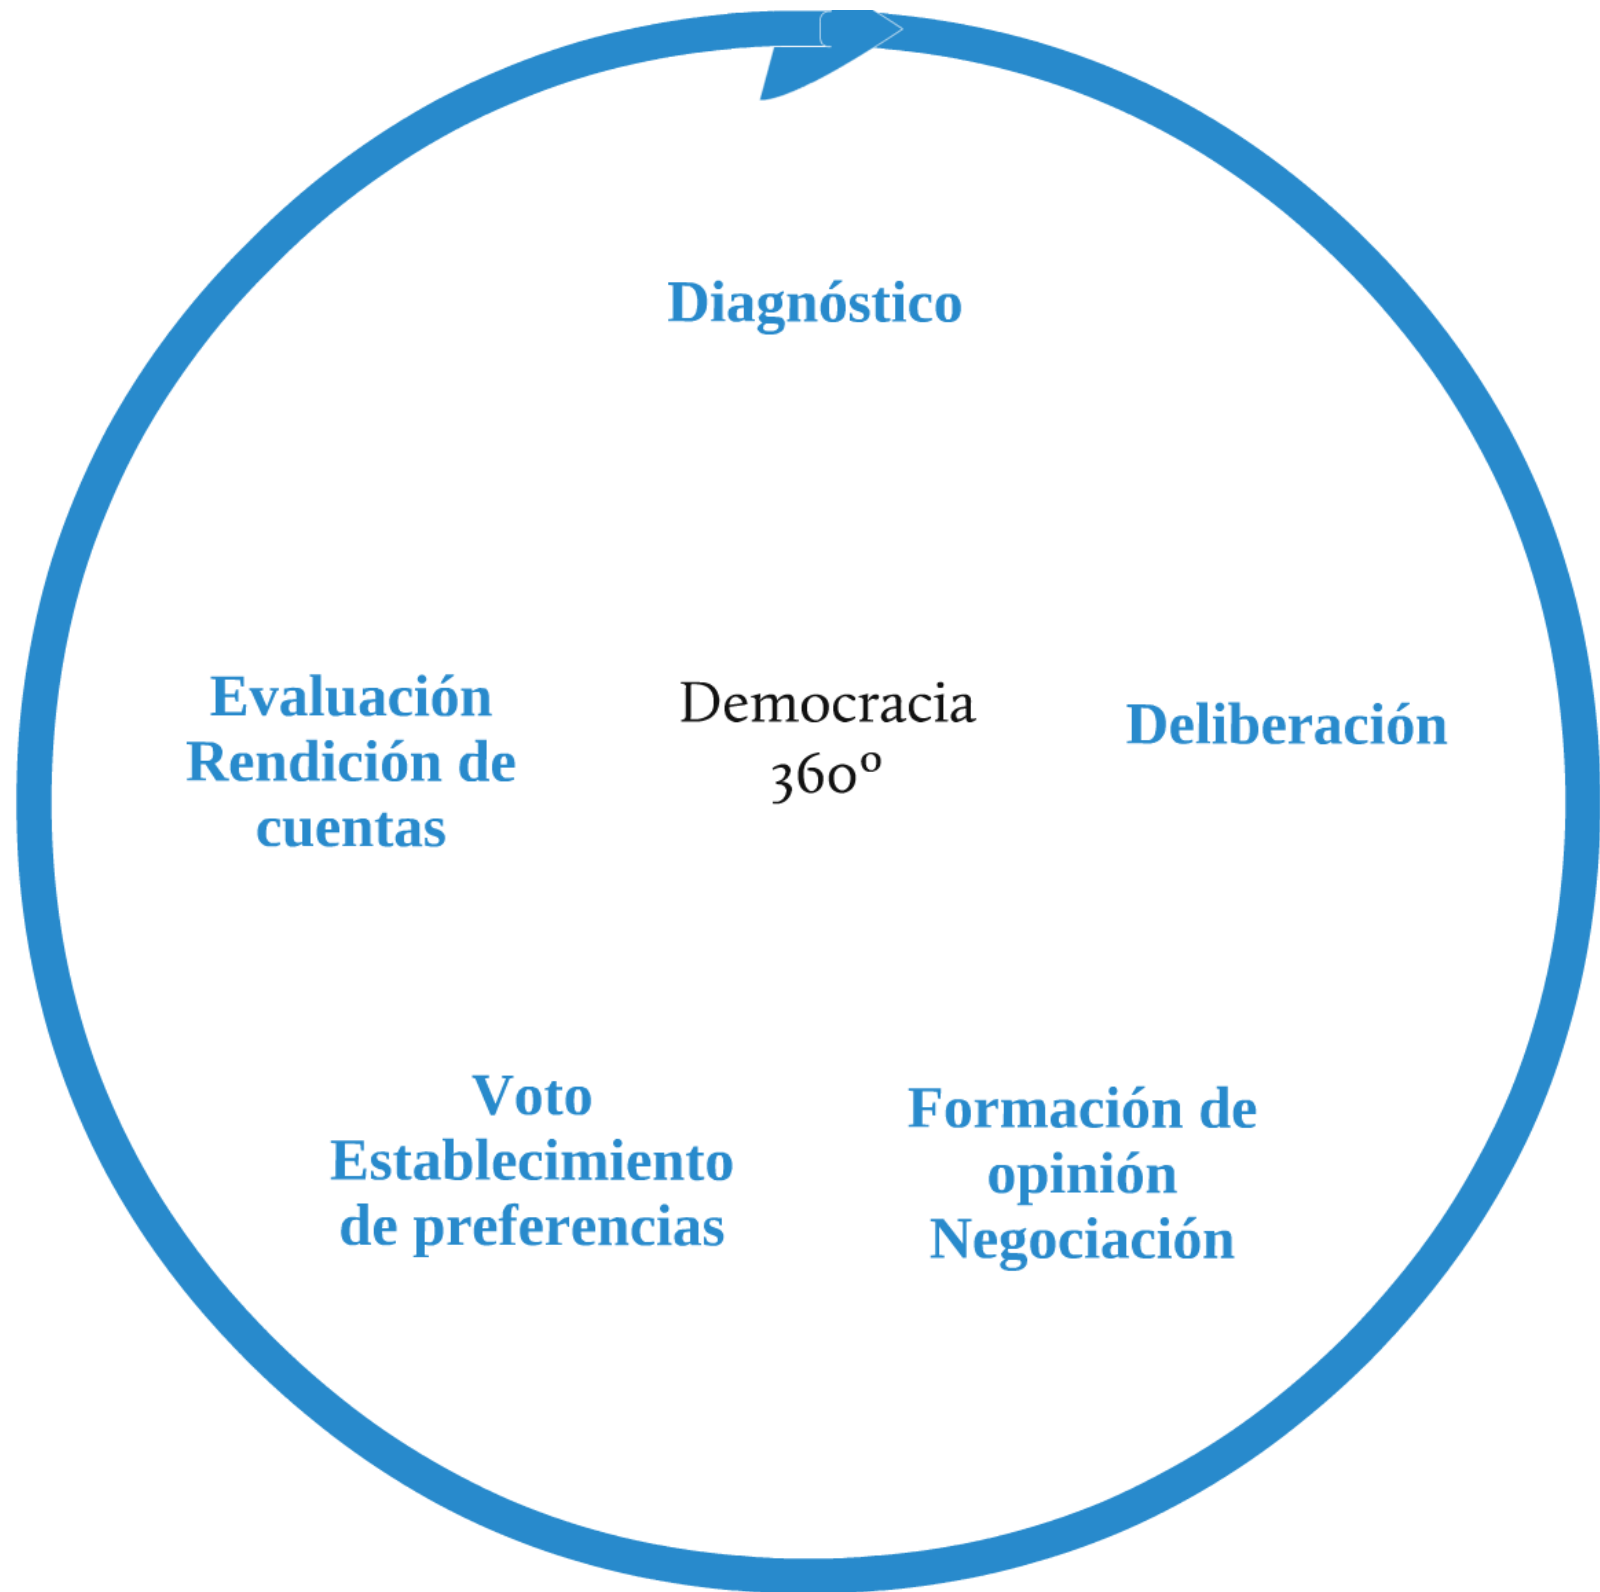 Diagnóstico
Evaluación
Rendición de
cuentas
Democracia
360º
Deliberación
Voto
Establecimiento
de preferencias
Formación de
opinión
Negociación